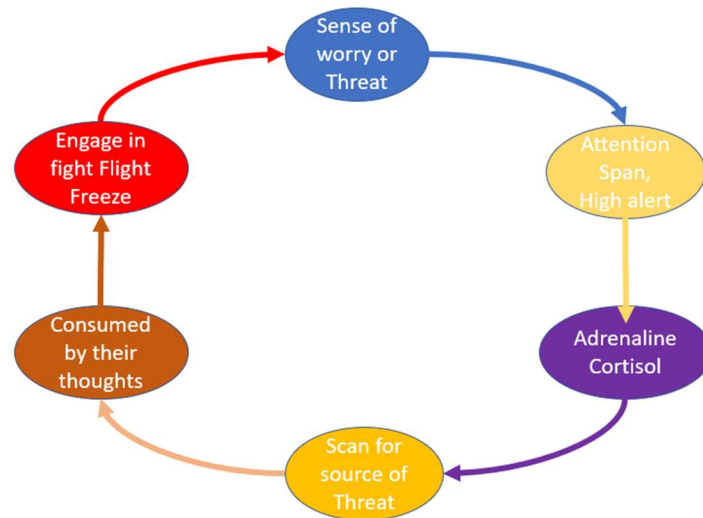 Sense of
worry or
Threat
Attention
Span,
High alert
Adrenaline
Cortisol
Scan for
source of
Threat
Consumed
by their
thoughts
Engage in
fight Flight
Freeze